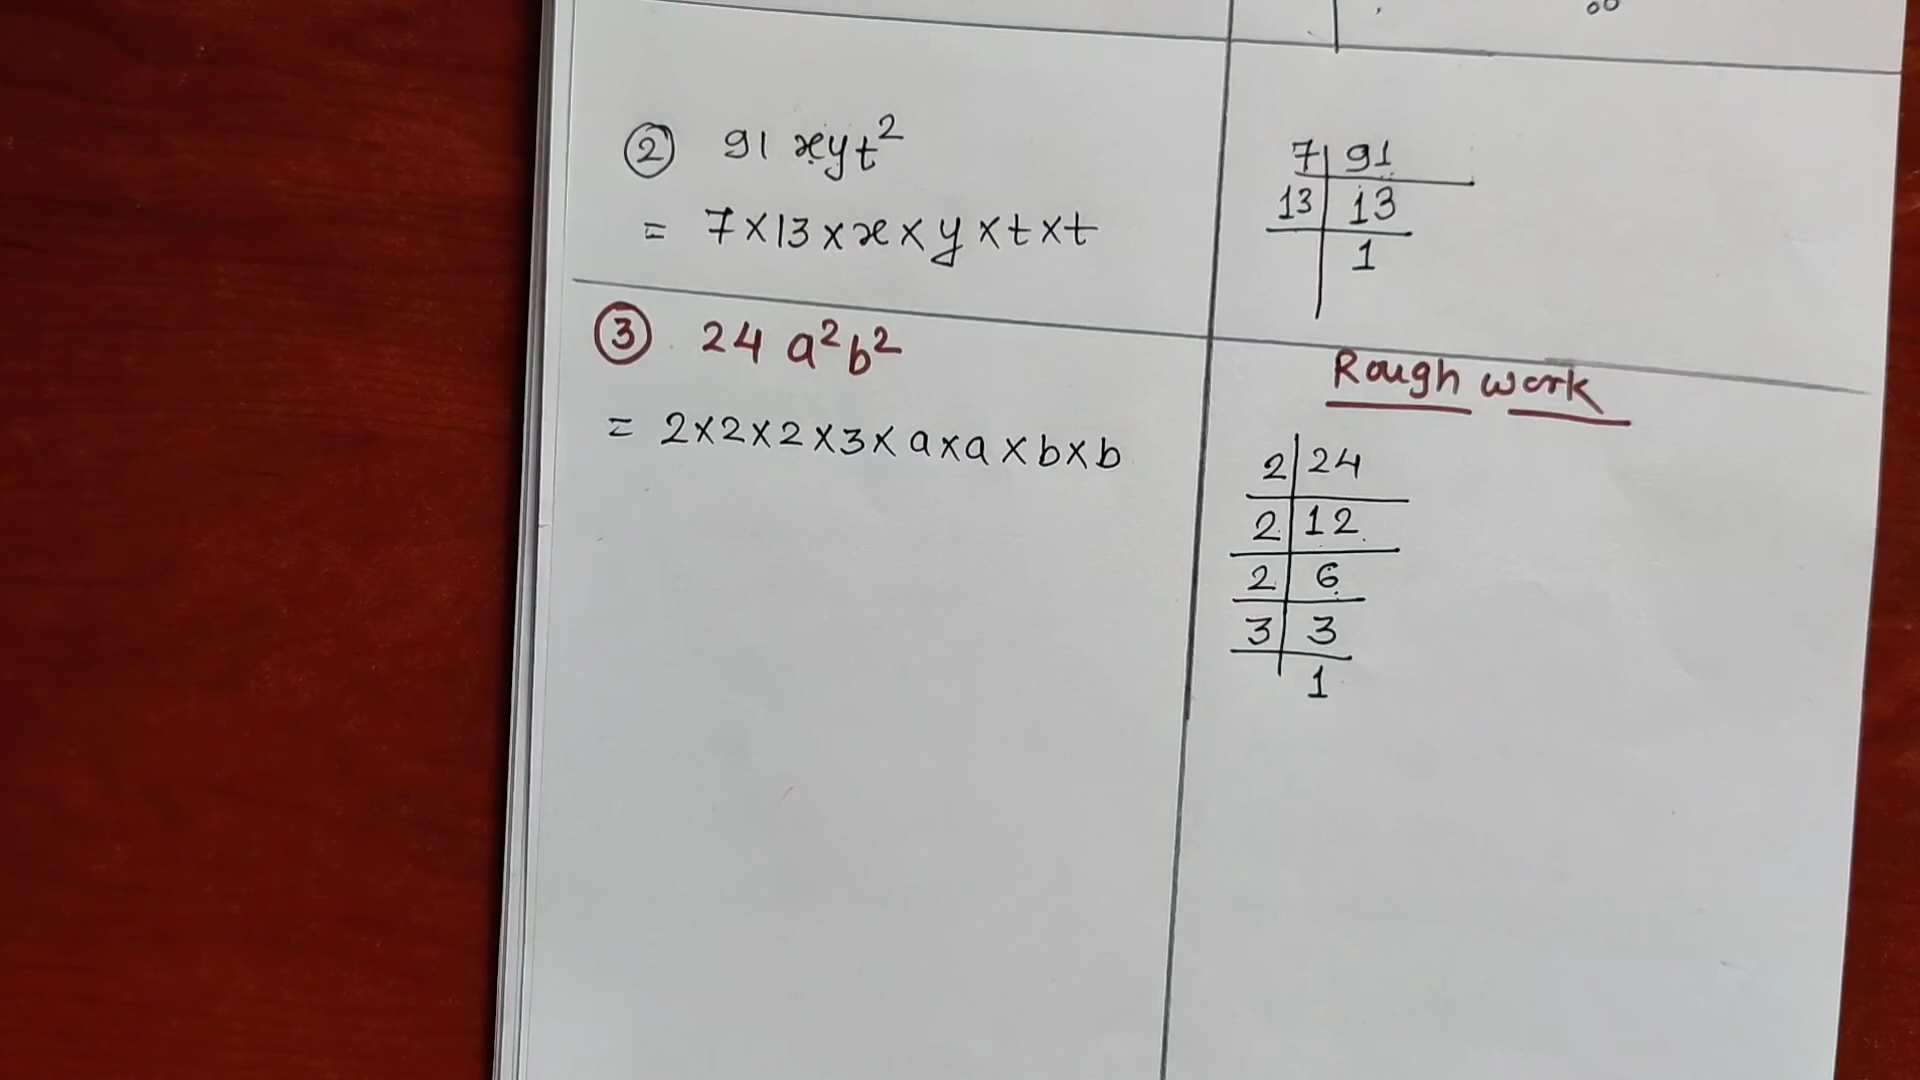 ② 91 xyt²
= 7×13×x×y×t×t
7 91
13 13
1
③ 24 a²b²
= 2×2×2×3×a×a×b×b
Rough work
2 24
2 12
2 6
3 3
1